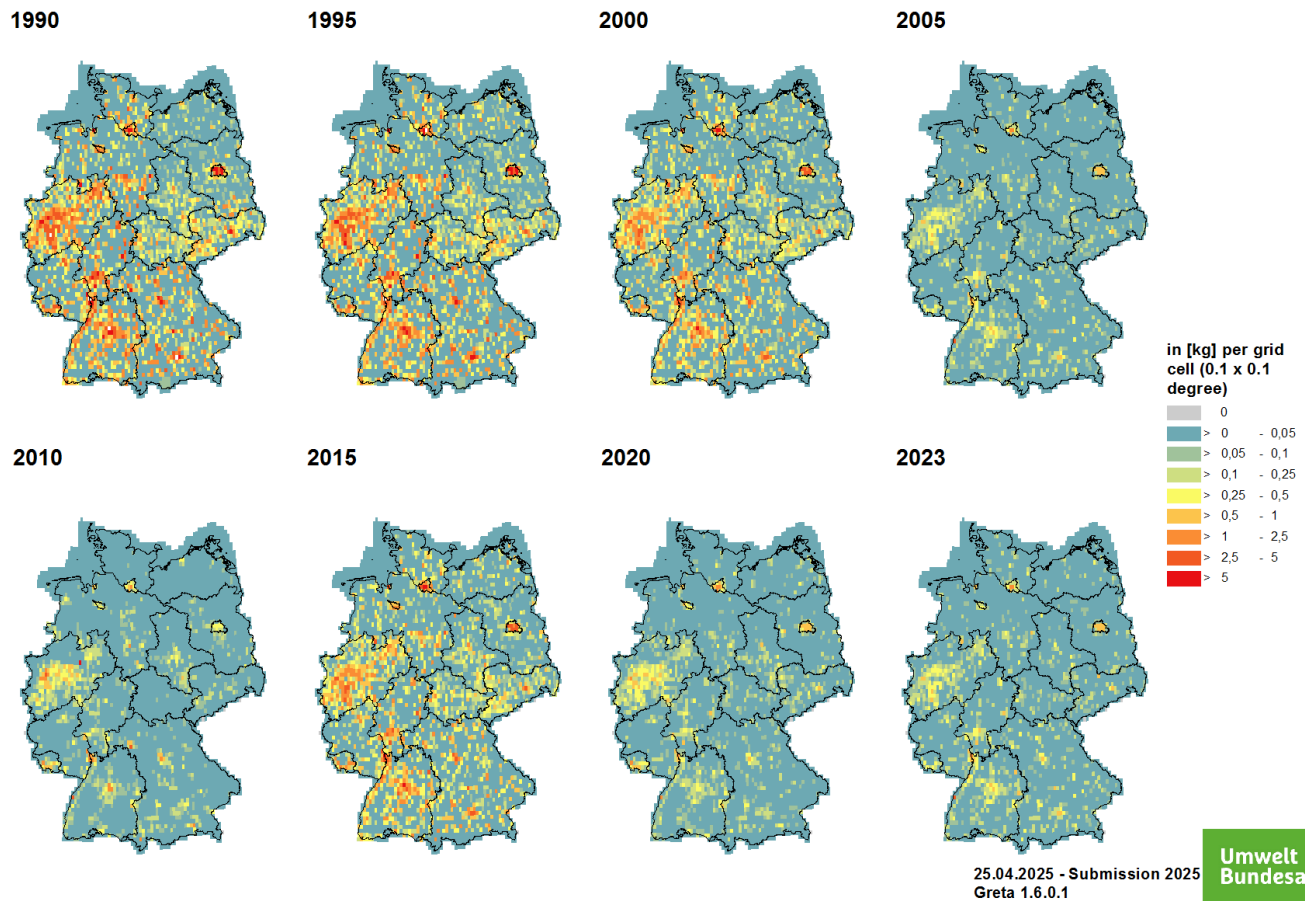 1990
1995
2000
2005
in [kg] per grid
cell (0.1 x 0.1
degree)
0
> 0 - 0,05
> 0,05 - 0,1
> 0,1 - 0,25
> 0,25 - 0,5
> 0,5 - 1
> 1 - 2,5
> 2,5 - 5
> 5
2010
2015
2020
2023
25.04.2025 - Submission 2025
Greta 1.6.0.1
Umwelt
Bundesa